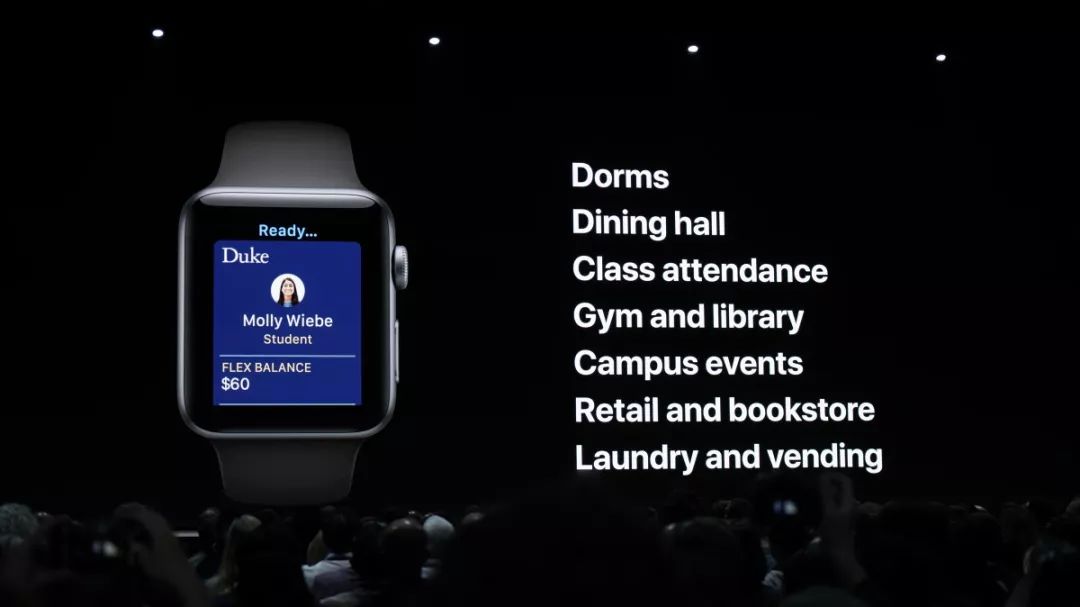 Ready...
Duke
Molly Wiebe
Student
FLEX BALANCE
$60
Dorms
Dining hall
Class attendance
Gym and library
Campus events
Retail and bookstore
Laundry and vending